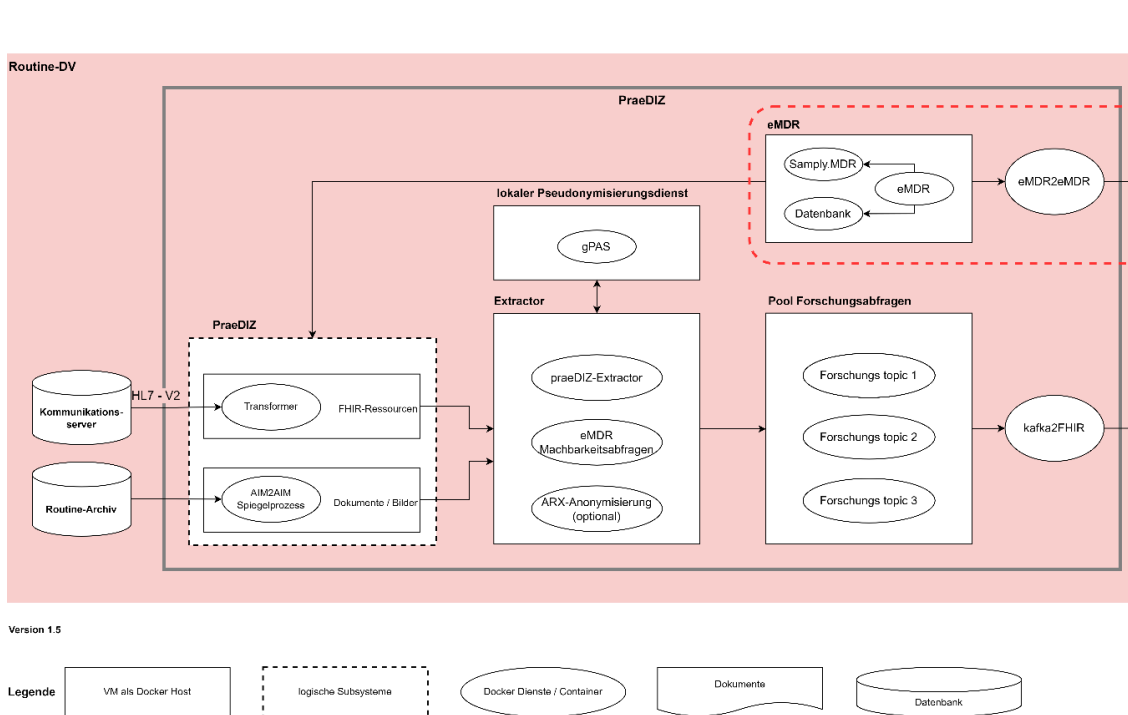 Routine-DV
PraeDIZ
eMDR
Samply.MDR
eMDR
Datenbank
eMDR2eMDR
lokaler Pseudonymisierungsdienst
gPAS
Extractor
Pool Forschungsabfragen
PraeDIZ
praeDIZ-Extractor
Forschungs topic 1
HL7 - V2
Kommunikations-
server
Transformer
FHIR-Ressourcen
eMDR
Machbarkeitsabfragen
Forschungs topic 2
kafka2FHIR
Routine-Archiv
AIM2AIM
Spiegelprozess
Dokumente / Bilder
ARX-Anonymisierung
(optional)
Forschungs topic 3
Version 1.5
Legende
VM als Docker Host
logische Subsysteme
Docker Dienste / Container
Dokumente
Datenbank